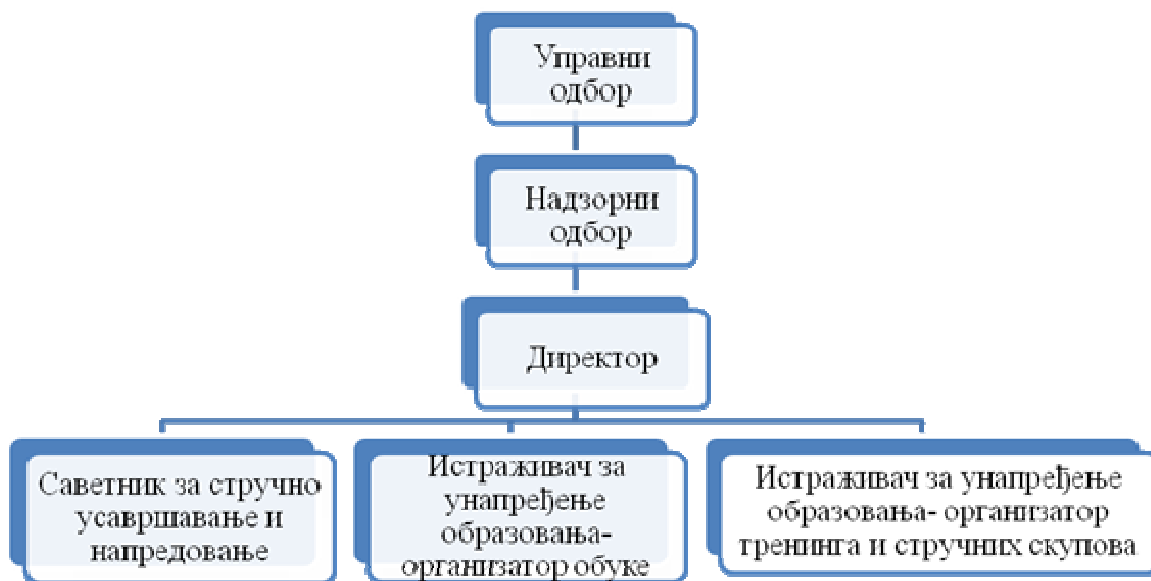 Управни
одбор
Надзорни
одбор
Директор
Саветник за стручно
усавршавање и
напредовање
Истраживач за
унапређење
образовања-
организатор обуке
Истраживач за унапређење
образовања- организатор
тренинга и стручних скупова